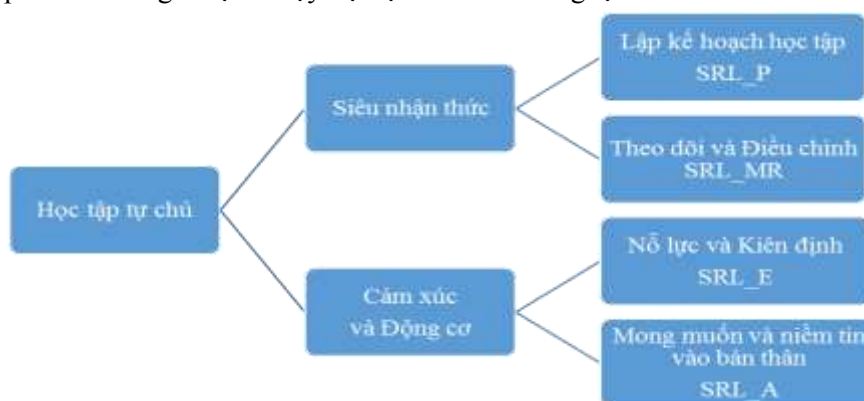 Học tập tự chủ
Siêu nhận thức
Cảm xúc
và Động cơ
Lập kế hoạch học tập
SRL_P
Theo dõi và Điều chỉnh
SRL_MR
Nỗ lực và Kiên định
SRL_E
Mong muốn và niềm tin
vào bản thân
SRL_A